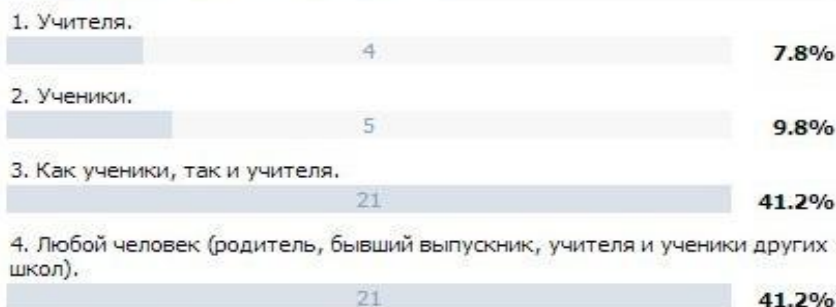 1. Учителя.
4
7.8%
2. Ученики.
5
9.8%
3. Как ученики, так и учителя.
21
41.2%
4. Любой человек (родитель, бывший выпускник, учителя и ученики других
школ).
21
41.2%